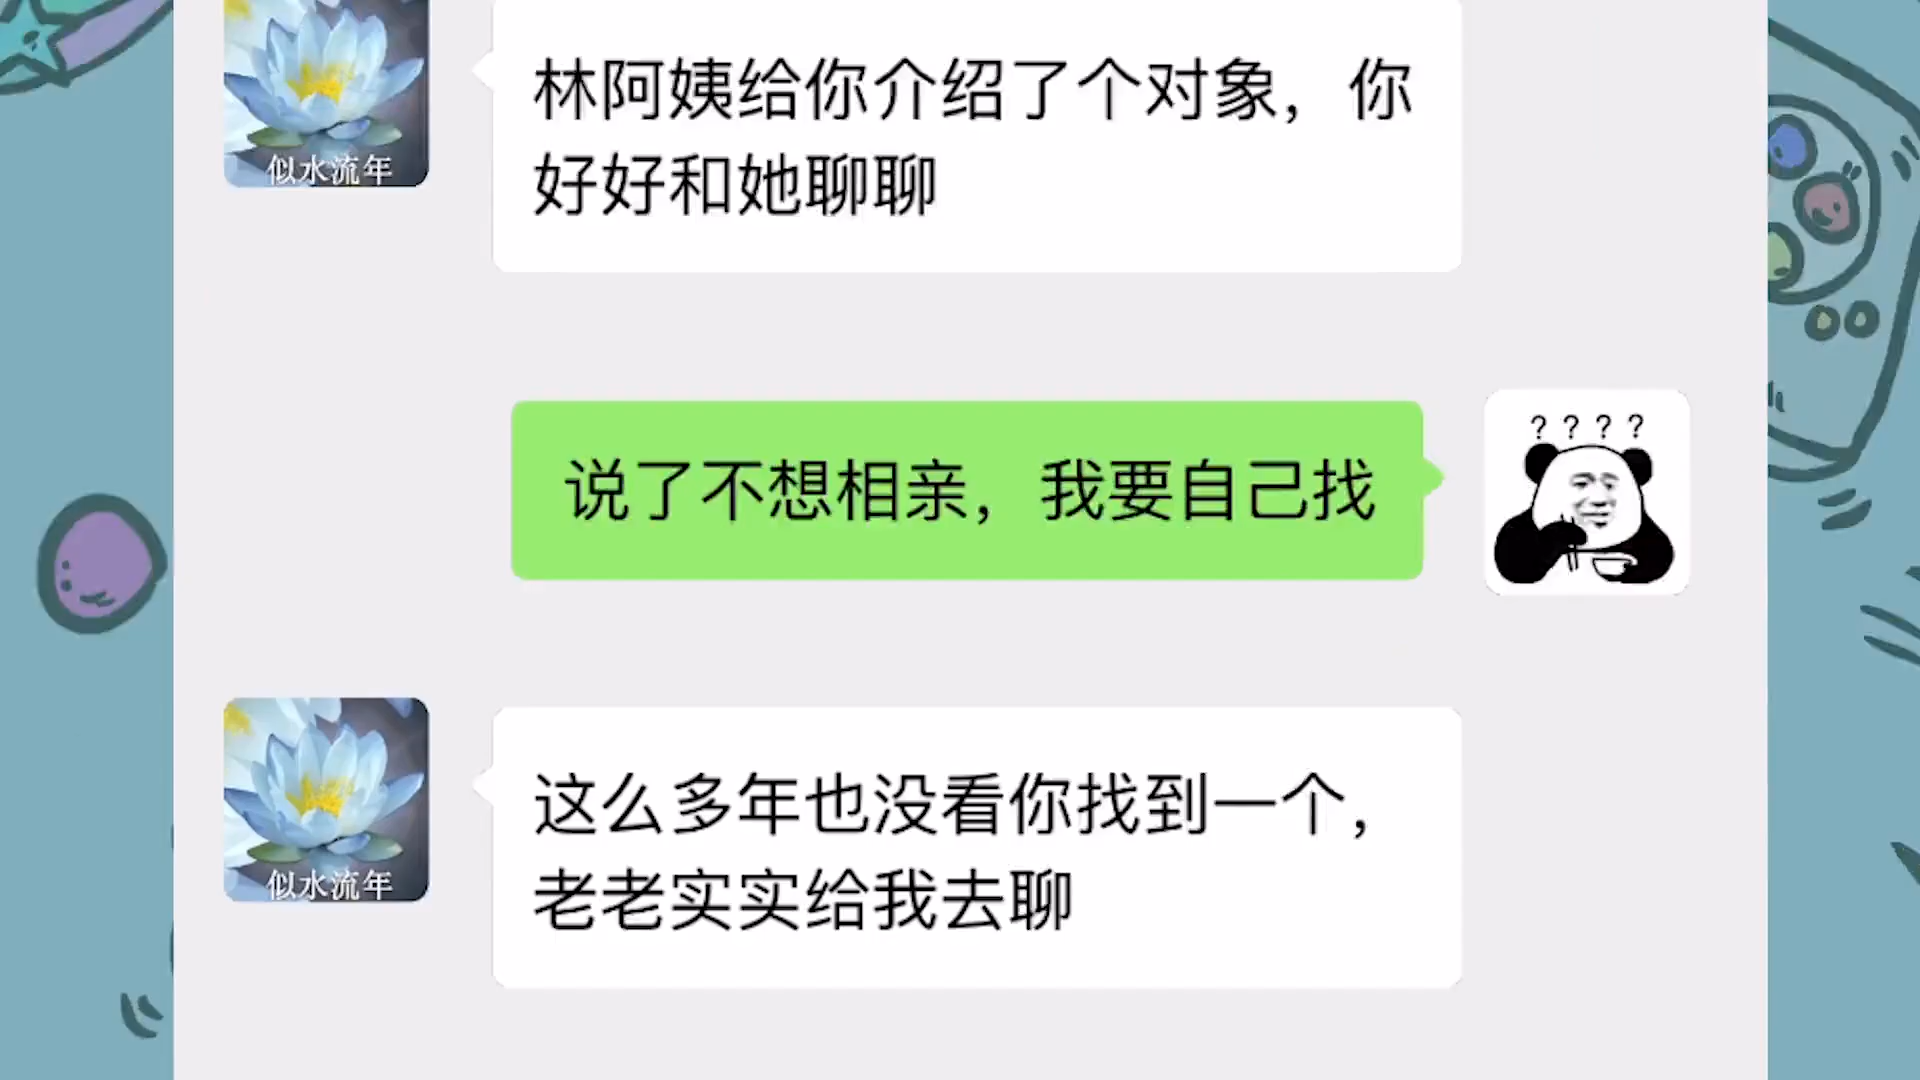 林阿姨给你介绍了个对象，你
好好和她聊聊
似水流年
? ? ? ?
说了不想相亲，我要自己找
这么多年也没看你找到一个，
老老实实给我去聊
似水流年